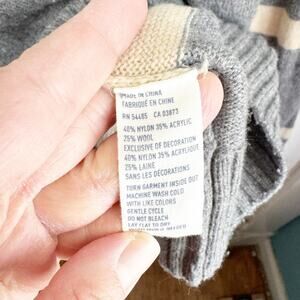 MADE IN CHINA
FABRIQUÉ EN CHINE
RN 54485 CA 03873
40% NYLON 35% ACRYLIC
25% WOOL
EXCLUSIVE OF DECORATION
40% NYLON 35% ACRYLIQUE
25% LAINE
SANS LES DÉCORATIONS
TURN GARMENT INSIDE OUT
MACHINE WASH COLD
WITH LIKE COLORS
GENTLE CYCLE
DO NOT BLEACH
LAY FLAT TO DRY